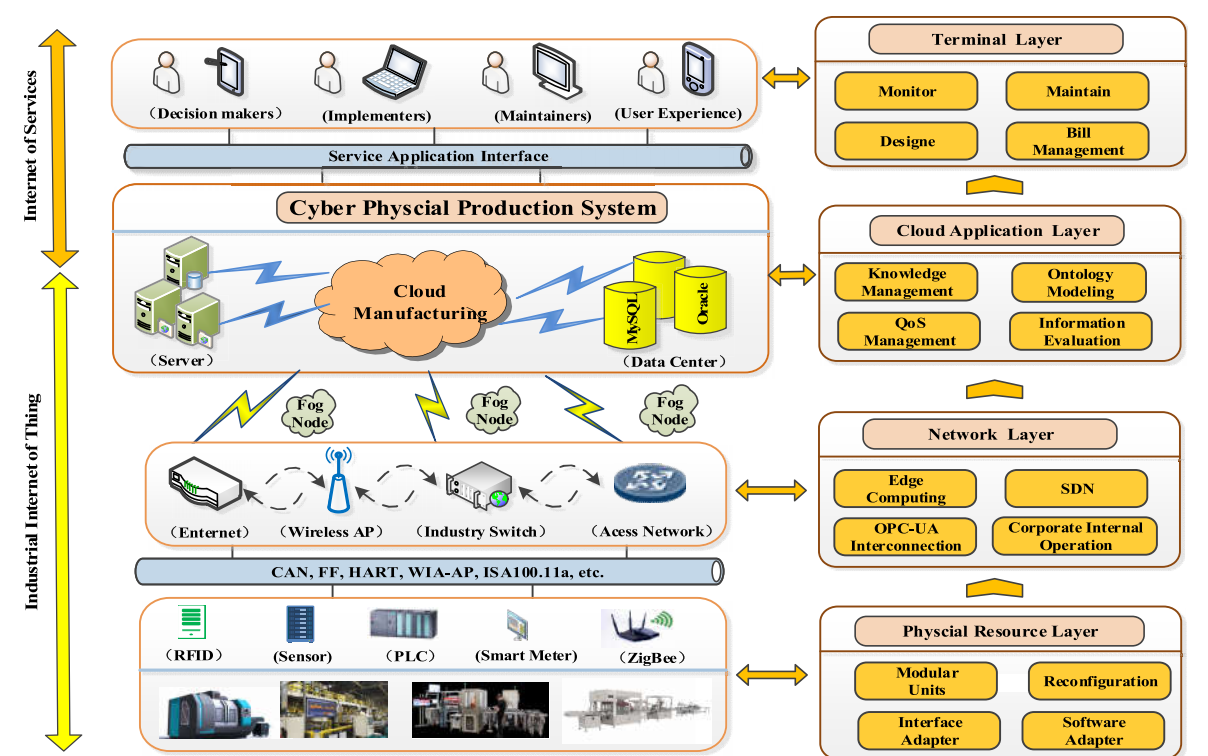 Internet of Services
Industrial Internet of Thing
（Decision makers）
(Implementers)
(Maintainers)
(User Experience)
Service Application Interface
Cyber Physcial Production System
Cloud
Manufacturing
（Server）
MySQL
Oracle
（Data Center）
Fog
Node
Fog
Node
Fog
Node
（Enternet）
（Wireless AP）
（Industry Switch）
（Acess Network）
CAN, FF, HART, WIA-AP, ISA100.11a, etc.
（RFID）
(Sensor)
（PLC）
(Smart Meter)
（ZigBee）
Terminal Layer
Monitor
Maintain
Designe
Bill
Management
Cloud Application Layer
Knowledge
Management
Ontology
Modeling
QoS
Management
Information
Evaluation
Network Layer
Edge
Computing
SDN
OPC-UA
Interconnection
Corporate Internal
Operation
Physcial Resource Layer
Modular
Units
Reconfiguration
Interface
Adapter
Software
Adapter